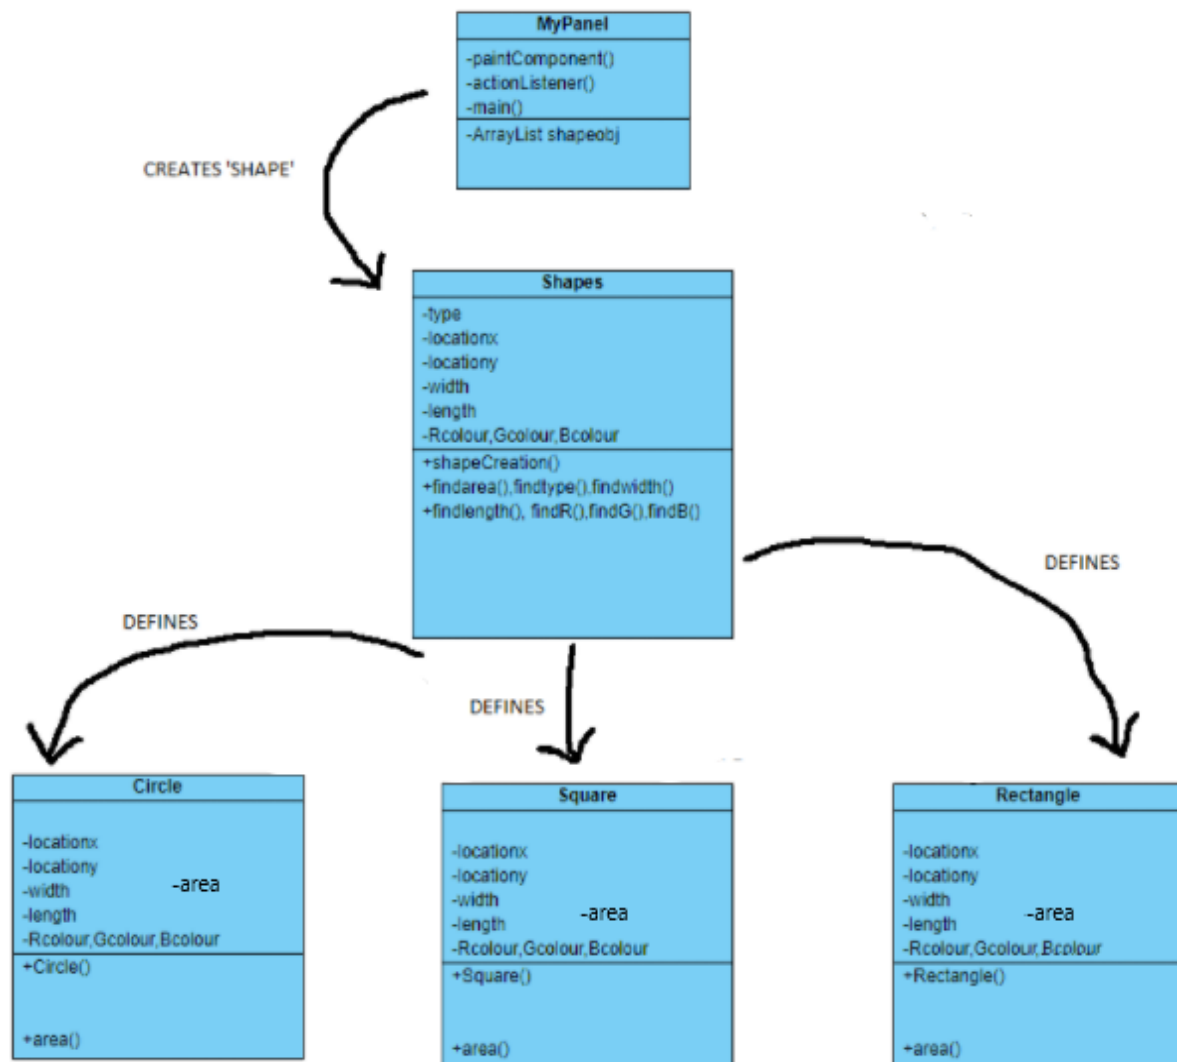 MyPanel
-paintComponent()
-actionListener()
-main()
-ArrayList shapeobj
CREATES 'SHAPE'
Shapes
-type
-locationx
-locationy
-width
-length
-Rcolour,Gcolour,Bcolour
+shapeCreation()
+findarea(),findtype(),findwidth()
+findlength(), findR(),findG(),findB()
DEFINES
DEFINES
DEFINES
Circle
-locationx
-locationy
-width
-area
-length
-Rcolour,Gcolour,Bcolour
+Circle()
+area()
Square
-locationx
-locationy
-width
-area
-length
-Rcolour,Gcolour,Bcolour
+Square()
+area()
Rectangle
-locationx
-locationy
-width
-area
-length
-Rcolour,Gcolour,Bcolour
+Rectangle()
+area()